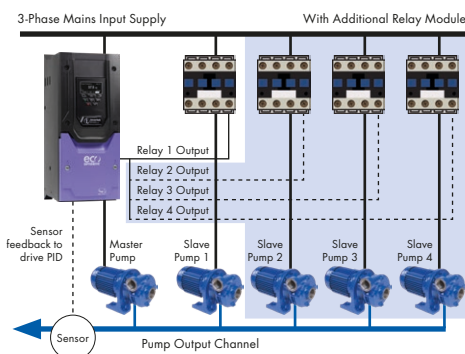 3-Phase Mains Input Supply
With Additional Relay Module
eco
Relay 1 Output
Relay 2 Output
Relay 3 Output
Relay 4 Output
Sensor
feedback to
drive PID
Master
Pump
Slave
Pump 1
Slave
Pump 2
Slave
Pump 3
Slave
Pump 4
Sensor
Pump Output Channel